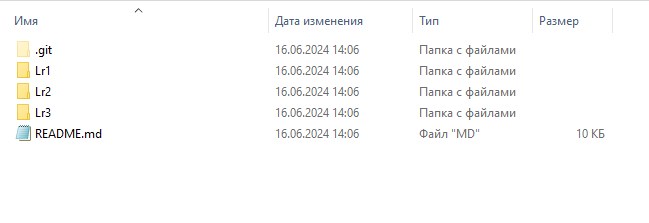 Имя Дата изменения Тип Размер
.git 16.06.2024 14:06 Папка с файлами
Lr1 16.06.2024 14:06 Папка с файлами
Lr2 16.06.2024 14:06 Папка с файлами
Lr3 16.06.2024 14:06 Папка с файлами
README.md 16.06.2024 14:06 Файл "MD" 10 КБ